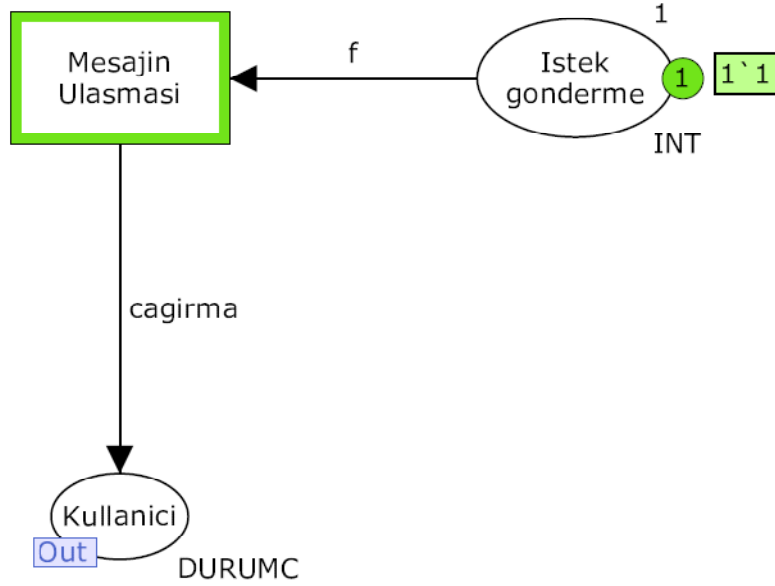 1
f
Mesajin
Ulasmasi
Istek
gonderme
1
1`1
INT
cagirma
Kullanici
Out
DURUMC